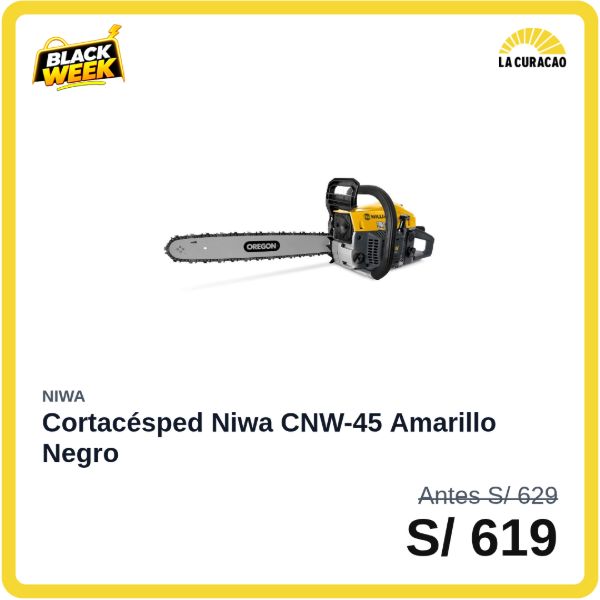 BLACK
WEEK
LA CURACAO
OREGON
NIWA
Cortacésped Niwa CNW-45 Amarillo
Negro
Antes S/ 629
S/ 619